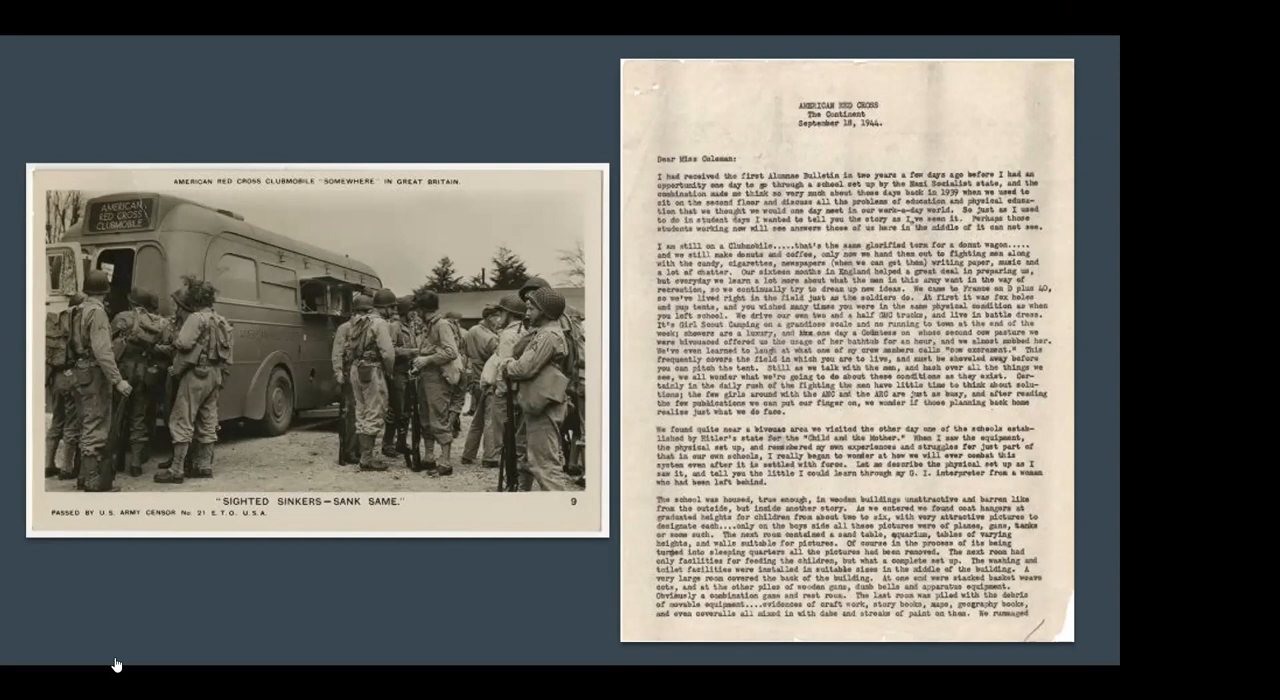 AMERICAN RED CROSS CLUBMOBILE "SOMEWHERE" IN GREAT BRITAIN.
AMERICAN
RED CROSS
CLUBMOBILE
"SIGHTED SINKERS—SANK SAME."
9
PASSED BY U.S. ARMY CENSOR No. 21 E.T.O. U.S.A.
AMERICAN RED CROSS
The Continent
September 18, 1944.
Dear Miss Coleman:
I had received the first Alumnae Bulletin in two years a few days ago before I had an
opportunity one day to go through a school set up by the Nazi Socialist state, and the
combination made me think so very much about those days back in 1939 when we used to
sit on the second floor and discuss all the problems of education and physical educa-
tion that we thought we would one day meet in our work-a-day world. So just as I used
to do in student days I wanted to tell you the story as I've seen it. Perhaps those
students working now will see answers those of us here in the middle of it can not see.
I am still on a Clubmobile.....that's the same glorified term for a donut wagon.....
and we still make donuts and coffee, only now we hand them out to fighting men along
with the candy, cigarettes, newspapers (when we can get them) writing paper, music and
a lot of chatter. Our sixteen months in England helped a great deal in preparing us,
but everyday we learn a lot more about what the men in this army want in the way of
recreation, so we continually try to dream up new ideas. We came to France on D plus 40,
so we've lived right in the field just as the soldiers do. At first it was fox holes
and pup tents, and you wished many times you were in the same physical condition as when
you left school. We drive our own two and a half GMC trucks, and live in battle dress.
It's Girl Scout Camping on a grandiose scale and no running to town at the end of the
week; showers are a luxury, and one day a Countess on whose second cow pasture we
were bivouaced offered us the usage of her bathtub for an hour, and we almost mobbed her.
We've even learned to laugh at what one of my crew members calls "cow excrement." This
frequently covers the field in which you are to live, and must be shoveled away before
you can pitch the tent. Still as we talk with the men, and hash over all the things we
see, we all wonder what we're going to do about these conditions as they exist. Cer-
tainly in the daily rush of the fighting the men have little time to think about solu-
tions; the few girls around with the ANC and the ARC are just as busy, and after reading
the few publications we can put our finger on, we wonder if those planning back home
realize just what we do face.
We found quite near a bivouac area we visited the other day one of the schools estab-
lished by Hitler's state for the "Child and the Mother." When I saw the equipment,
the physical set up, and remembered my own experiences and struggles for just part of
that in our own schools, I really began to wonder at how we will ever combat this
system even after it is settled with force. Let me describe the physical set up as I
saw it, and tell you the little I could learn through my G. I. interpreter from a woman
who had been left behind.
The school was housed, true enough, in wooden buildings unattractive and barren like
from the outside, but inside another story. As we entered we found coat hangers at
graduated heights for children from about two to six, with very attractive pictures to
designate each....only on the boys side all these pictures were of planes, guns, tanks
or some such. The next room contained a sand table, aquarium, tables of varying
heights, and walls suitable for pictures. Of course in the process of its being
turned into sleeping quarters all the pictures had been removed. The next room had
only facilities for feeding the children, but what a complete set up. The washing and
toilet facilities were installed in suitable sizes in the middle of the building. A
very large room covered the back of the building. At one end were stacked basket weave
cots, and at the other piles of wooden guns, dumb bells and apparatus equipment.
Obviously a combination game and rest room. The last room was piled with the debris
of movable equipment....evidences of craft work, story books, maps, geography books,
and even coveralls all mixed in with dabs and streaks of paint on them. We rummaged